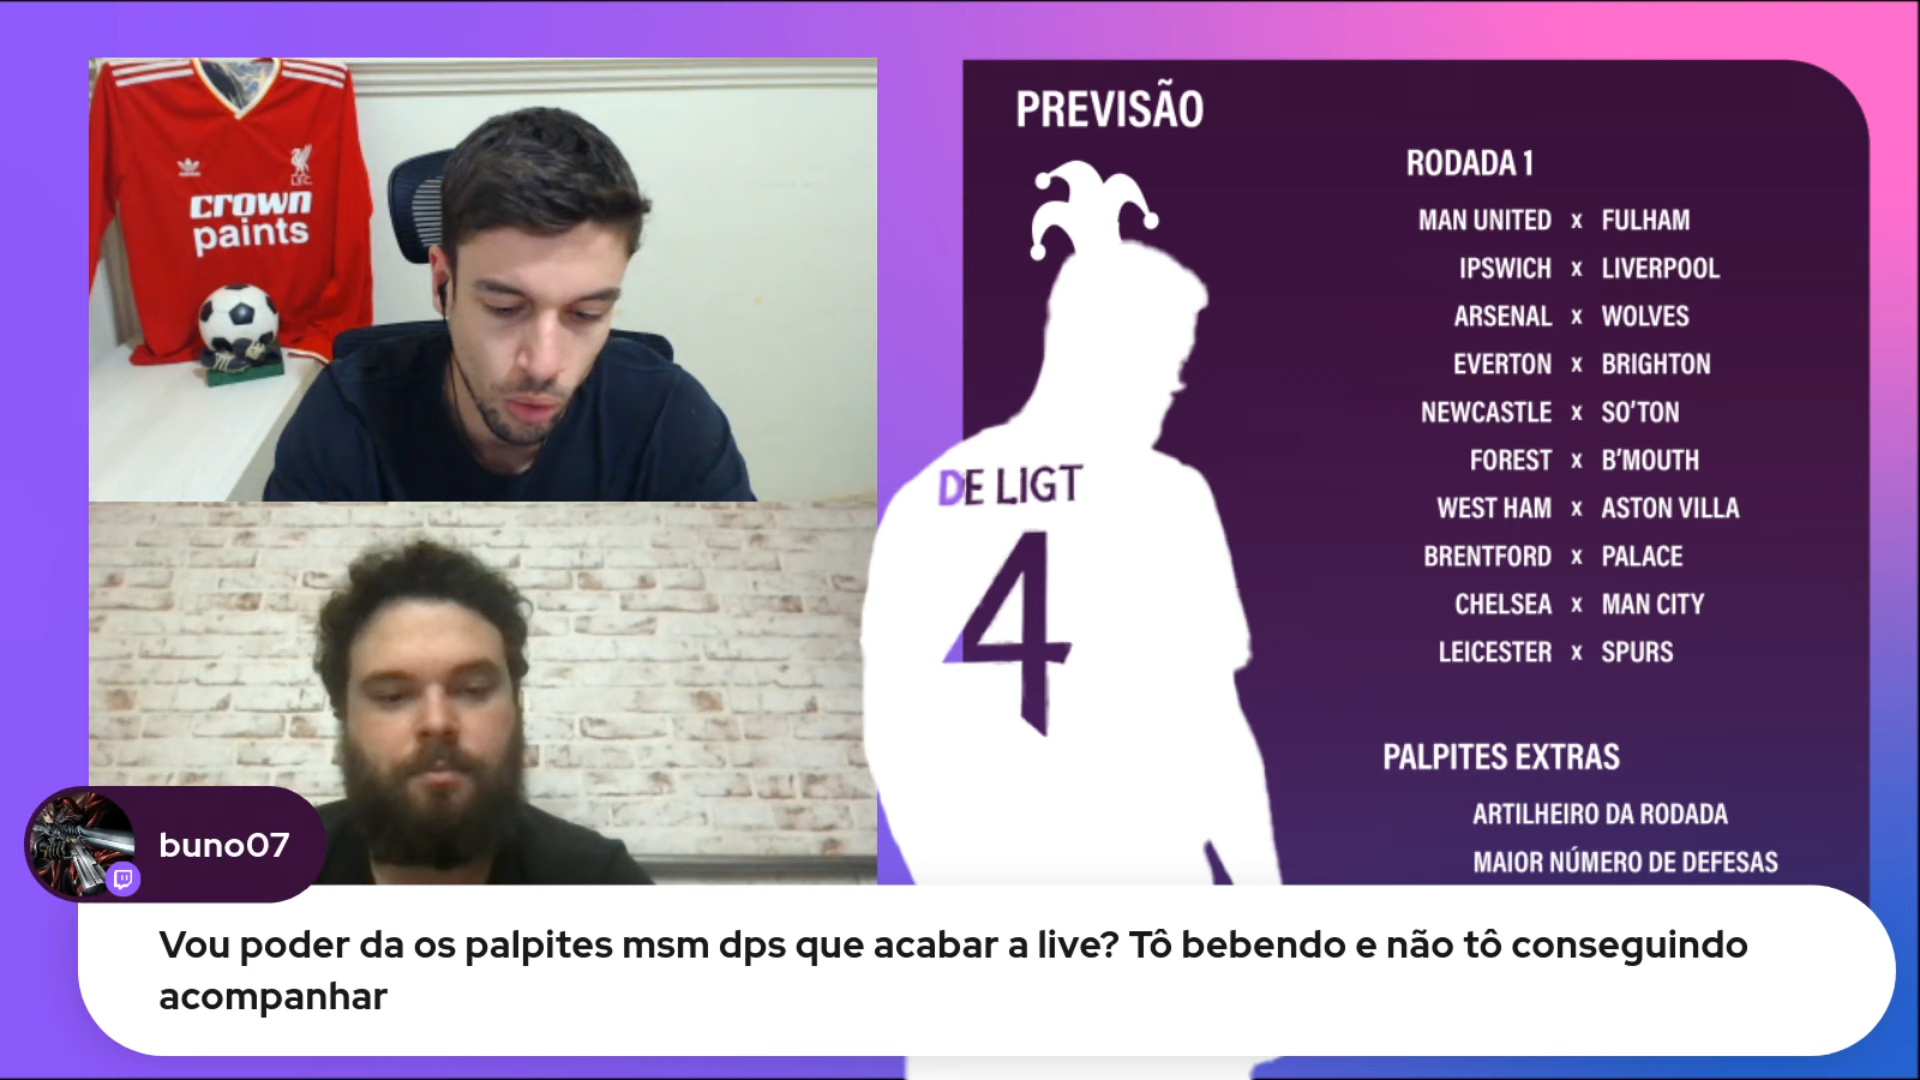 crown
paints
PREVISÃO
RODADA 1
MAN UNITED x FULHAM
IPSWICH x LIVERPOOL
ARSENAL x WOLVES
EVERTON x BRIGHTON
NEWCASTLE x SO'TON
FOREST x B'MOUTH
WEST HAM x ASTON VILLA
BRENTFORD x PALACE
CHELSEA x MAN CITY
LEICESTER x SPURS
DE LIGT
4
PALPITES EXTRAS
ARTILHEIRO DA RODADA
MAIOR NÚMERO DE DEFESAS
buno07
Vou poder da os palpites msm dps que acabar a live? Tô bebendo e não tô conseguindo
acompanhar